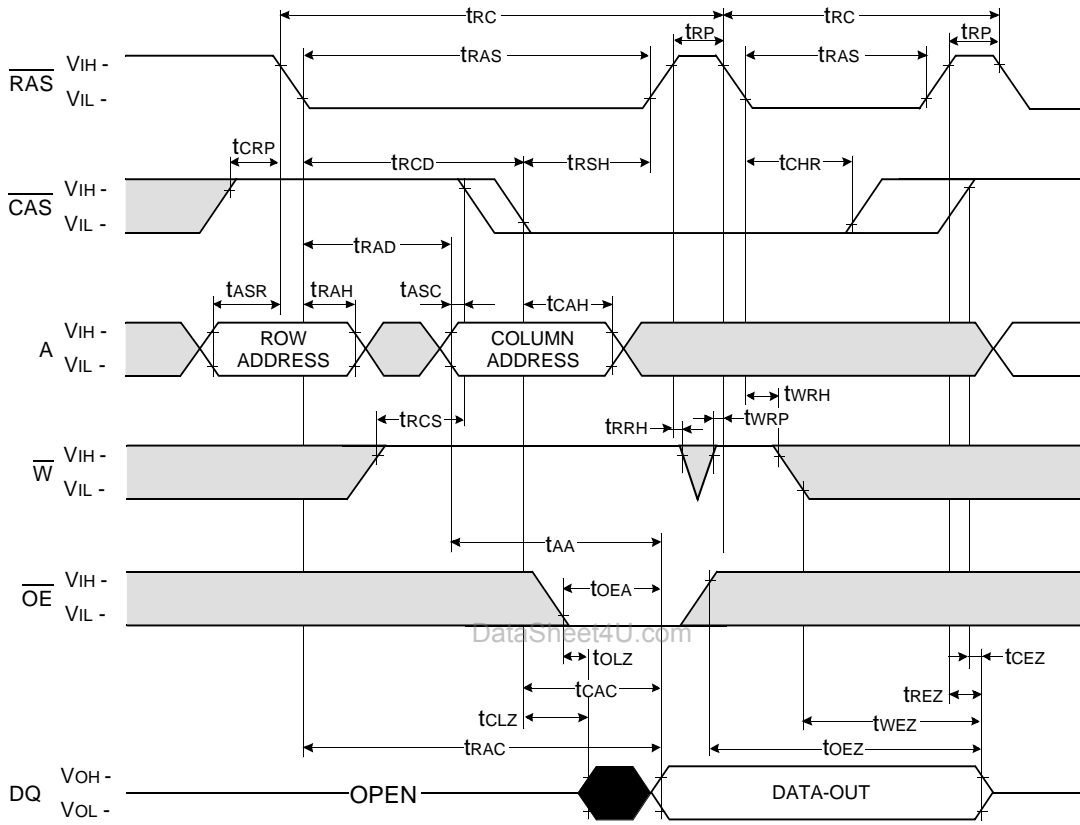 tRC tRC
tRP tRP
tRAS tRAS
RAS VIH -
VIL -
tCRP tRCD tRSH tCHR
CAS VIH -
VIL -
tRAD
tASR tRAH tASC tCAH
A VIH -
VIL -
ROW ADDRESS
COLUMN ADDRESS
tWRH
tRCS tRRH tWRP
W VIH -
VIL -
tAA
OE VIH -
VIL -
tOEA
DataSheet4U.com
tOLZ tCEZ
tCAC tREZ
tCLZ tWEZ
tRAC tOEZ
DQ VOH -
VOL -
OPEN DATA-OUT